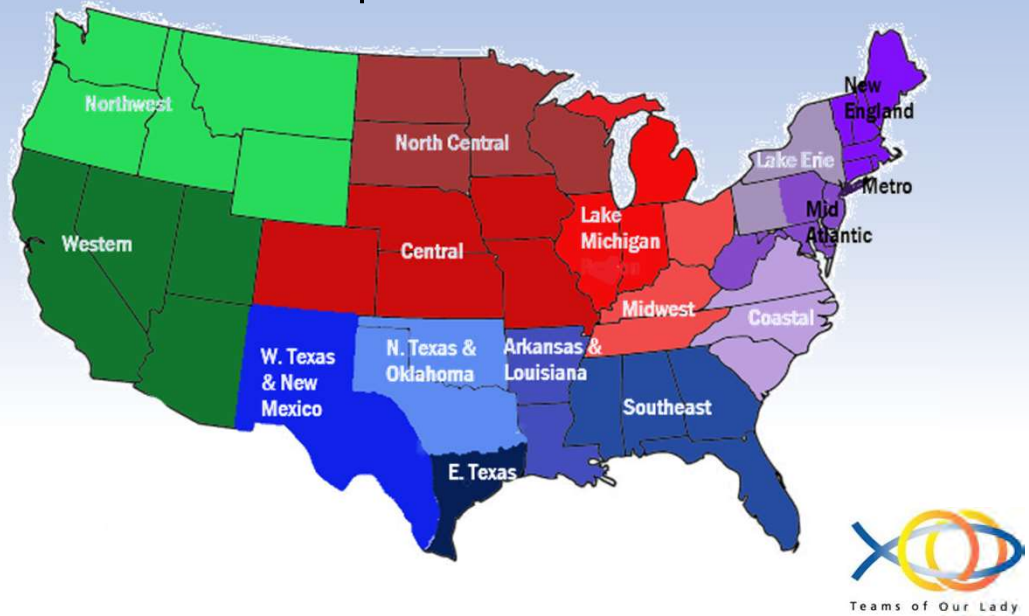 Northwest
North Central
New
England
Lake Erie
Metro
Mid
Atlantic
Western
Central
Lake
Michigan
Region
Midwest
Coastal
W. Texas
& New
Mexico
N. Texas &
Oklahoma
Arkansas &
Louisiana
Southeast
E. Texas
Teams of Our Lady